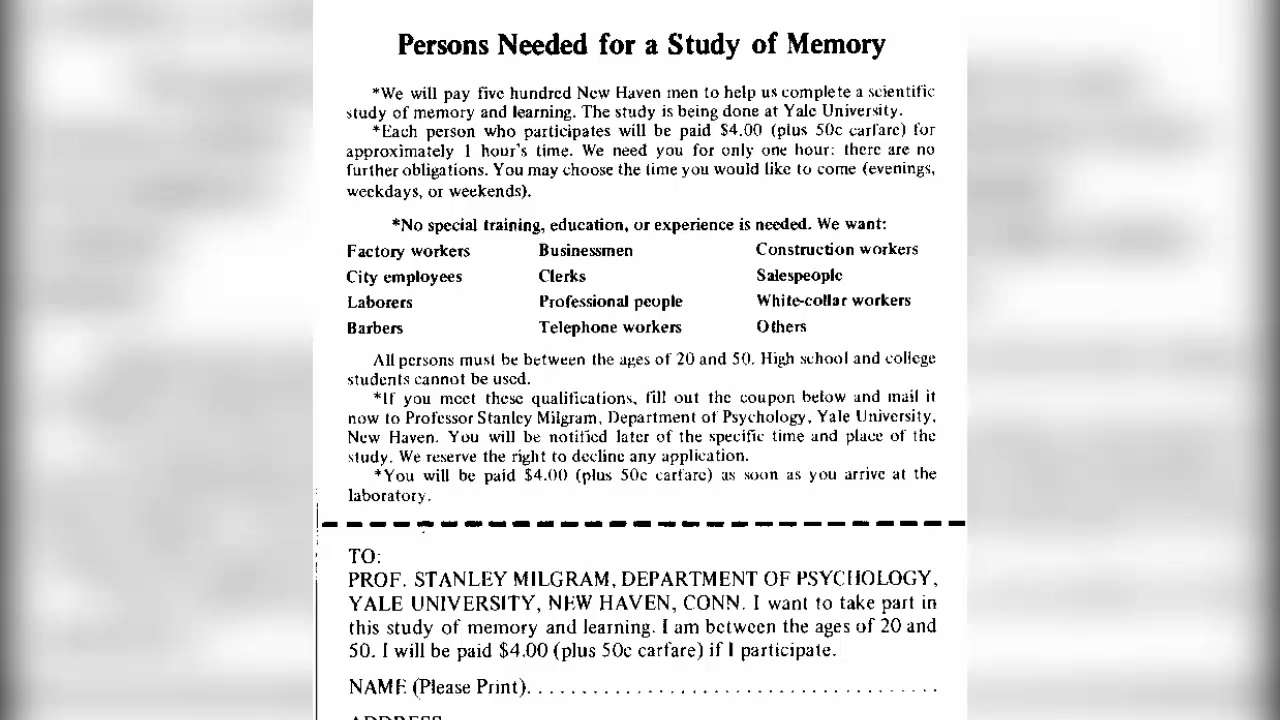 Persons Needed for a Study of Memory
*We will pay five hundred New Haven men to help us complete a scientific
study of memory and learning. The study is being done at Yale University.
*Each person who participates will be paid $4.00 (plus 50c carfare) for
approximately 1 hour's time. We need you for only one hour: there are no
further obligations. You may choose the time you would like to come (evenings,
weekdays, or weekends).
*No special training, education, or experience is needed. We want:
Factory workers Businessmen Construction workers
City employees Clerks Salespeople
Laborers Professional people White-collar workers
Barbers Telephone workers Others
All persons must be between the ages of 20 and 50. High school and college
students cannot be used.
*If you meet these qualifications, fill out the coupon below and mail it
now to Professor Stanley Milgram, Department of Psychology, Yale University,
New Haven. You will be notified later of the specific time and place of the
study. We reserve the right to decline any application.
*You will be paid $4.00 (plus 50c carfare) as soon as you arrive at the
laboratory.
TO:
PROF. STANLEY MILGRAM, DEPARTMENT OF PSYCHOLOGY,
YALE UNIVERSITY, NEW HAVEN, CONN. I want to take part in
this study of memory and learning. I am between the ages of 20 and
50. I will be paid $4.00 (plus 50c carfare) if I participate.
NAME (Please Print). . . . . . . . . . . . . . . . . . . . . . . . . . . . . . . . . . .
ADDRESS